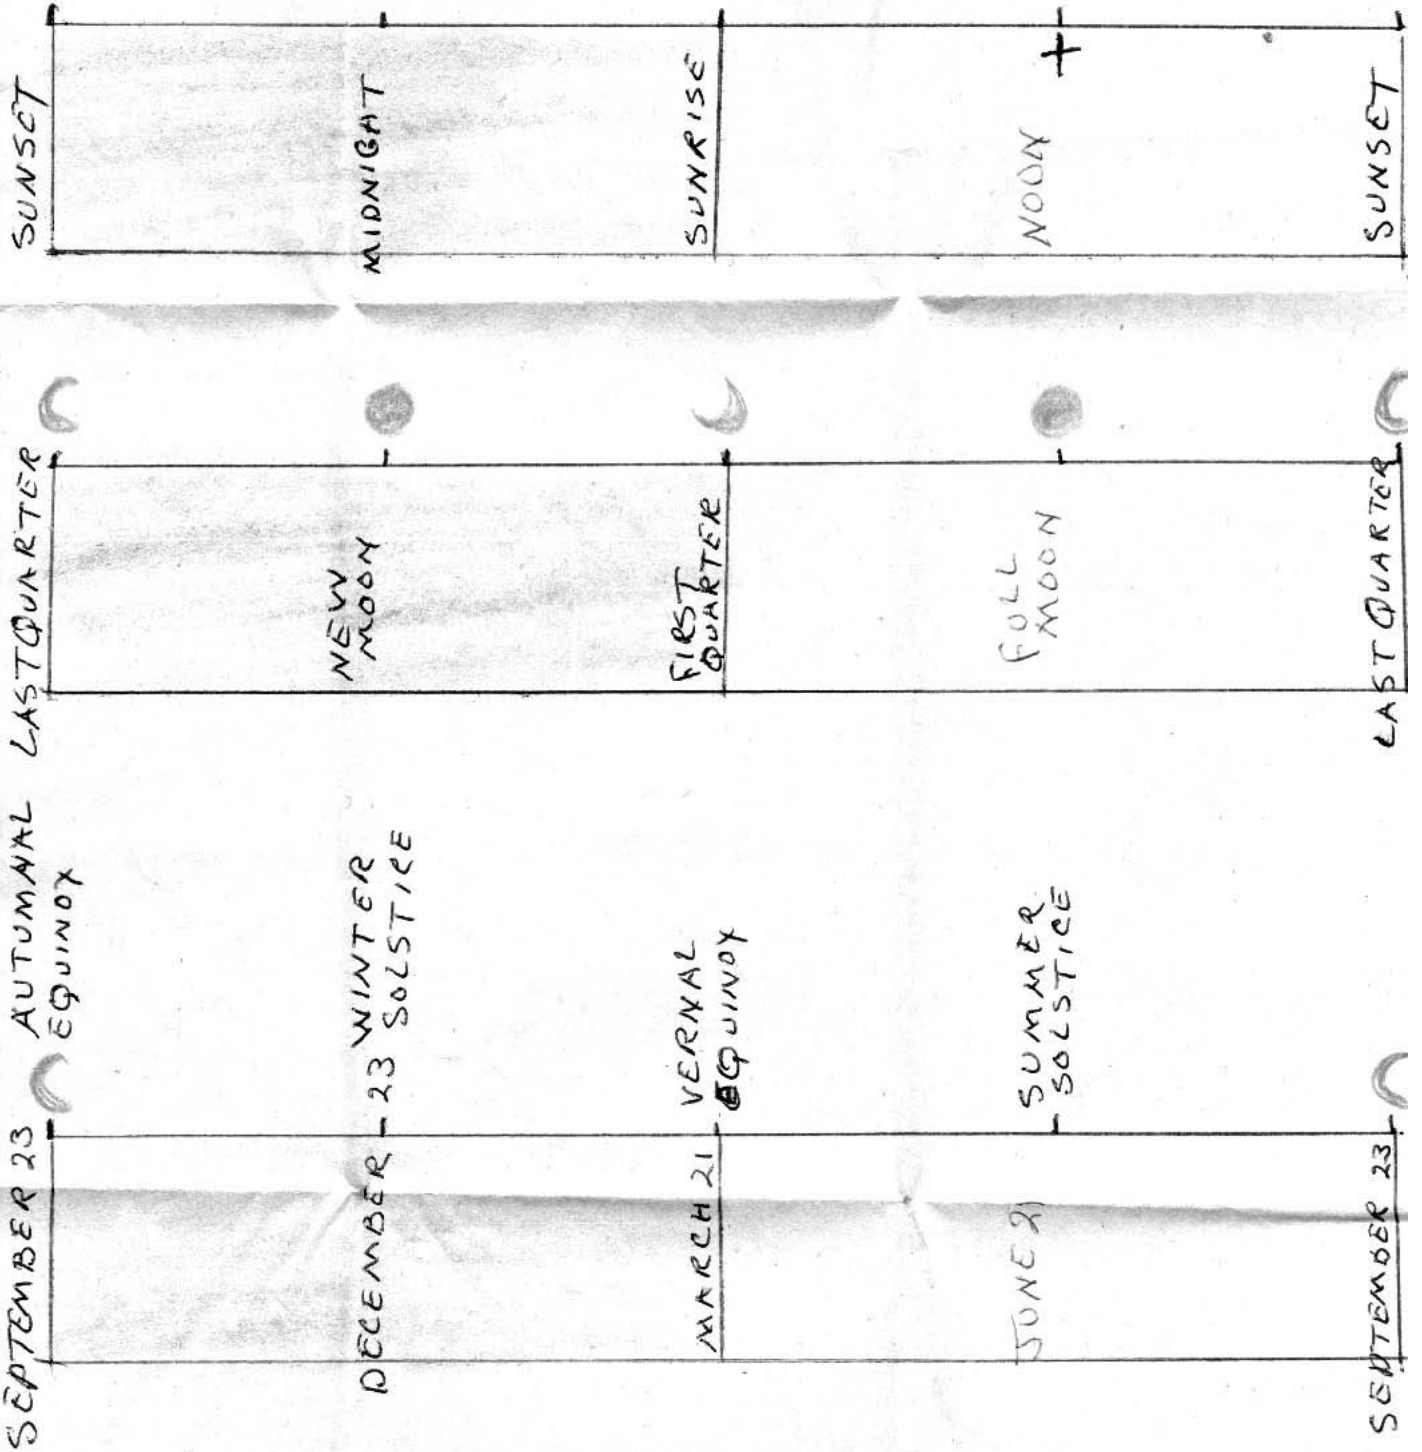 SEPTEMBER 23 AUTUMNAL LAST QUARTER SUNSET
EQUINOX
NEW
DECEMBER - 23 WINTER MOON MIDNIGHT
SOLSTICE
VERNAL FIRST
MARCH 21 EQUINOX QUARTER SUNRISE
FULL
JUNE 21 SUMMER MOON NOON
SOLSTICE
SEPTEMBER 23 LAST QUARTER SUNSET